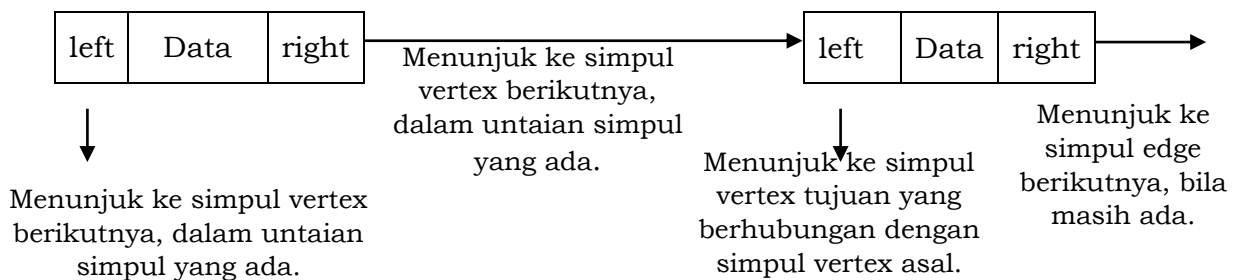 left Data right
Menunjuk ke simpul
vertex berikutnya,
dalam untaian simpul
yang ada.
left Data right
Menunjuk ke simpul vertex
berikutnya, dalam untaian
simpul yang ada.
Menunjuk ke simpul
vertex tujuan yang
berhubungan dengan
simpul vertex asal.
Menunjuk ke
simpul edge
berikutnya, bila
masih ada.